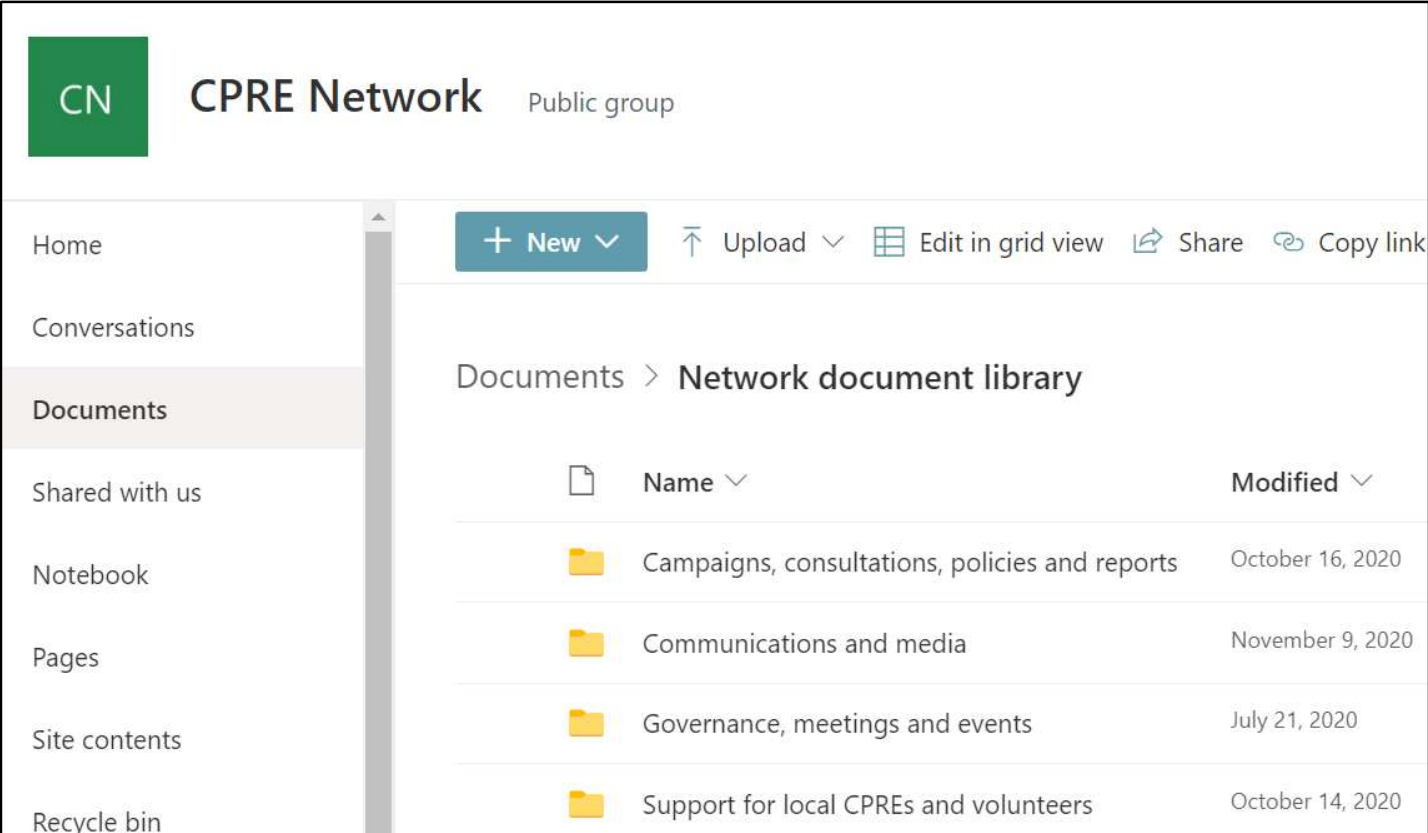 CN
CPRE Network
Public group
Home
Conversations
Documents
Shared with us
Notebook
Pages
Site contents
Recycle bin
+ New
Upload
Edit in grid view
Share
Copy link
Documents > Network document library
Name
Modified
Campaigns, consultations, policies and reports
October 16, 2020
Communications and media
November 9, 2020
Governance, meetings and events
July 21, 2020
Support for local CPREs and volunteers
October 14, 2020